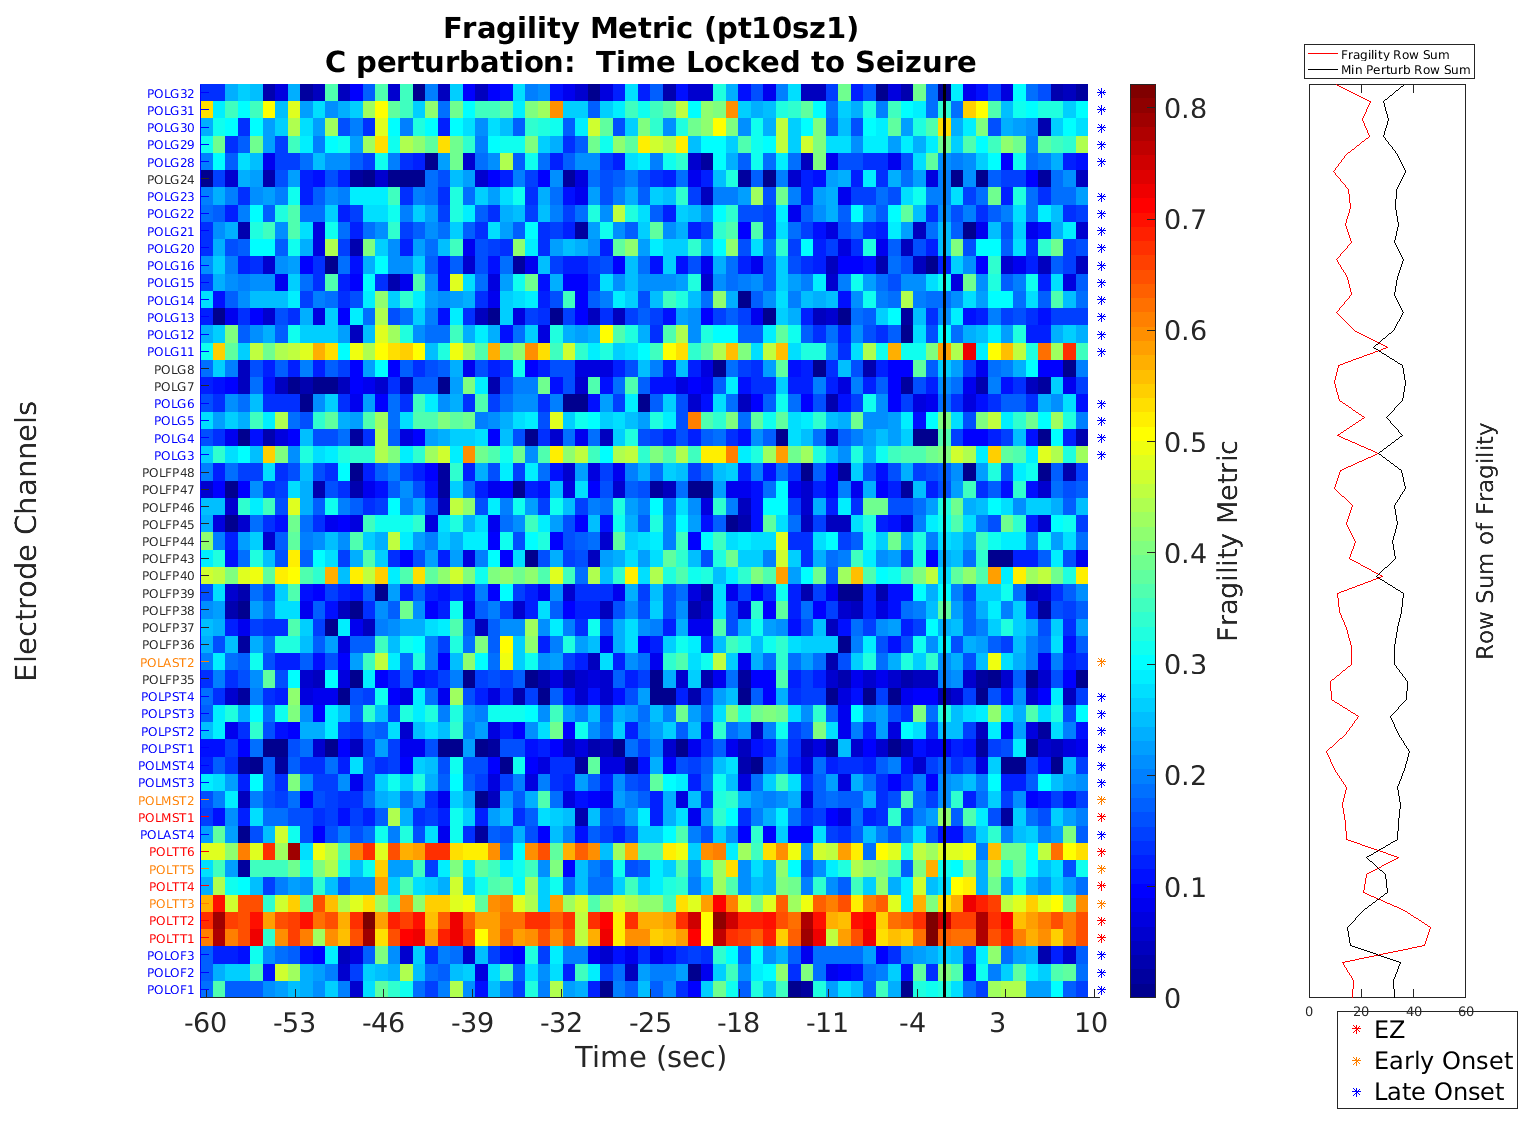 Fragility Metric (pt10sz1)
C perturbation:  Time Locked to Seizure
Fragility Row Sum
Min Perturb Row Sum
Electrode Channels
POLG32
POLG31
POLG30
POLG29
POLG28
POLG24
POLG23
POLG22
POLG21
POLG20
POLG16
POLG15
POLG14
POLG13
POLG12
POLG11
POLG8
POLG7
POLG6
POLG5
POLG4
POLG3
POLFP48
POLFP47
POLFP46
POLFP45
POLFP44
POLFP43
POLFP40
POLFP39
POLFP38
POLFP37
POLFP36
POLAST2
POLFP35
POLPST4
POLPST3
POLPST2
POLPST1
POLMST4
POLMST3
POLMST2
POLMST1
POLAST4
POLTT6
POLTT5
POLTT4
POLTT3
POLTT2
POLTT1
POLOF3
POLOF2
POLOF1
-60 -53 -46 -39 -32 -25 -18 -11 -4 3 10
Time (sec)
0.8
0.7
0.6
0.5
0.4
0.3
0.2
0.1
0
Fragility Metric
Row Sum of Fragility
0 20 40 60
EZ
Early Onset
Late Onset